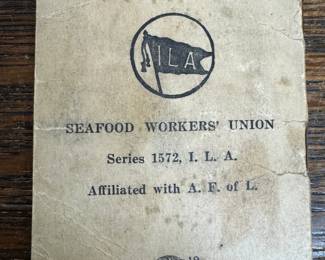 ILA
SEAFOOD WORKERS' UNION
Series 1572, I. L. A.
Affiliated with A. F. of L.